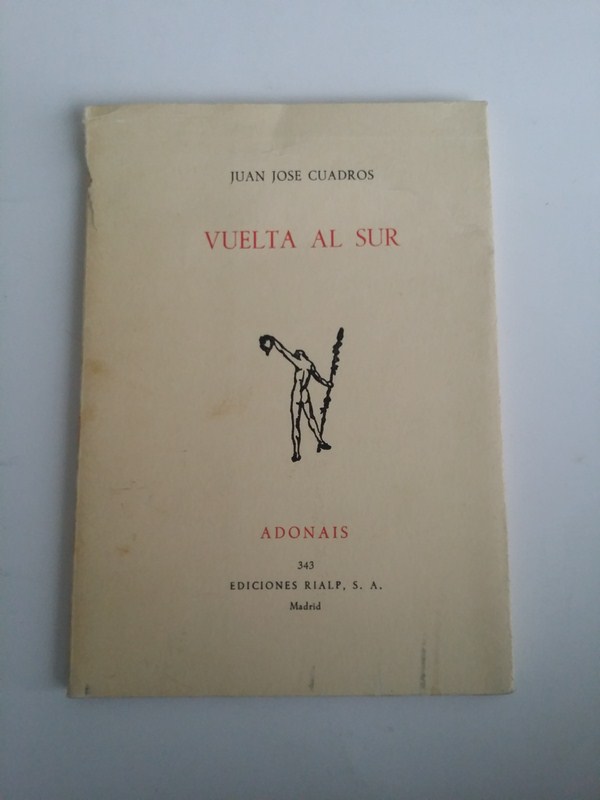 JUAN JOSE CUADROS
VUELTA AL SUR
ADONAIS
343
EDICIONES RIALP, S. A.
Madrid